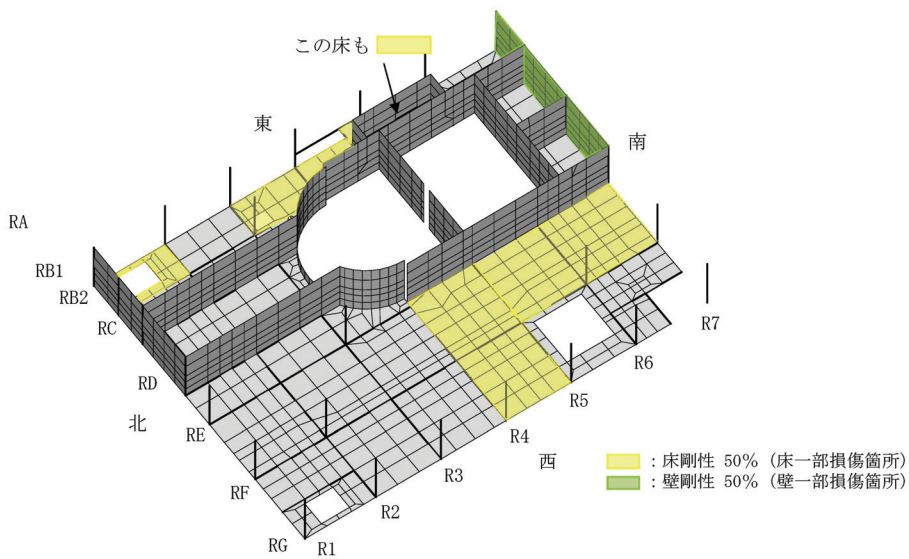 この床も
東
南
RA
RB1
RB2
RC
RD
北
RE
RF
RG
R1
R2
R3
R4
西
R5
R6
R7
：床剛性 50% (床一部損傷箇所)
：壁剛性 50% (壁一部損傷箇所)